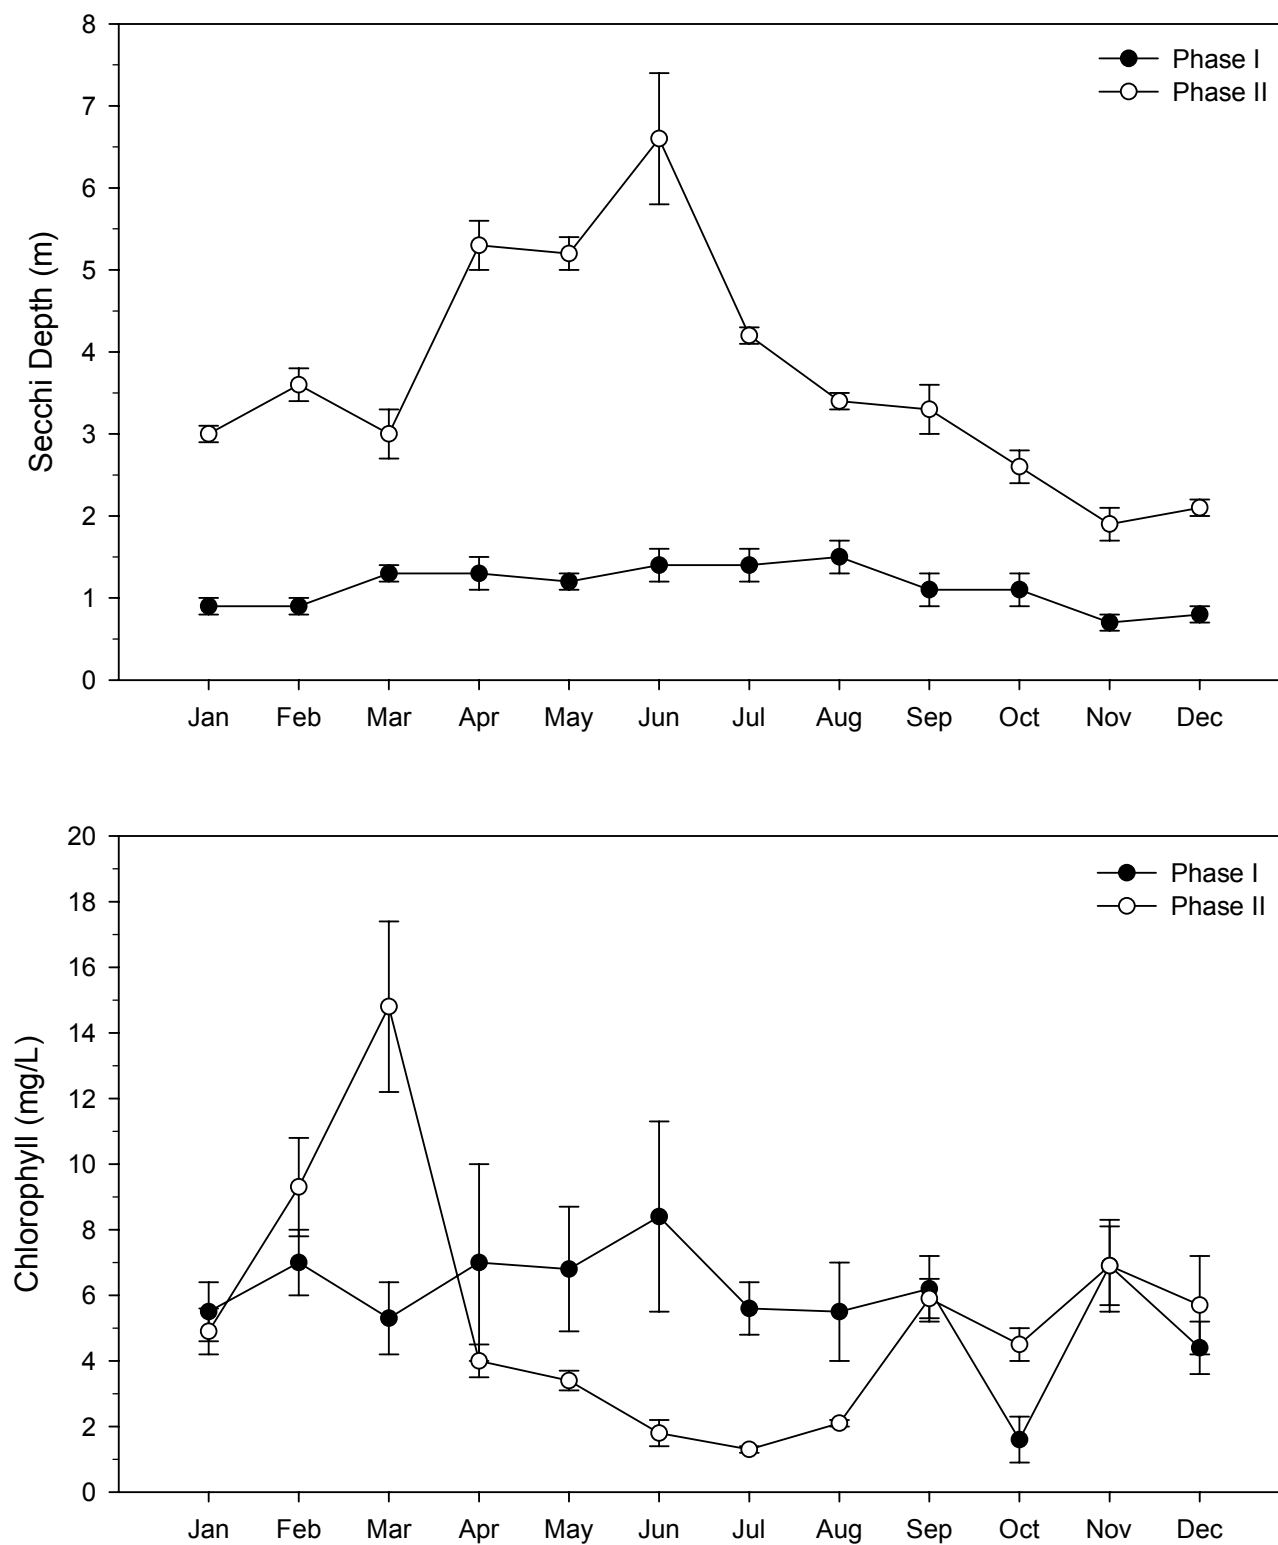 8
7
6
5
4
3
2
1
0
Secchi Depth (m)
Phase I
Phase II
Jan Feb Mar Apr May Jun Jul Aug Sep Oct Nov Dec
20
18
16
14
12
10
8
6
4
2
0
Chlorophyll (mg/L)
Phase I
Phase II
Jan Feb Mar Apr May Jun Jul Aug Sep Oct Nov Dec